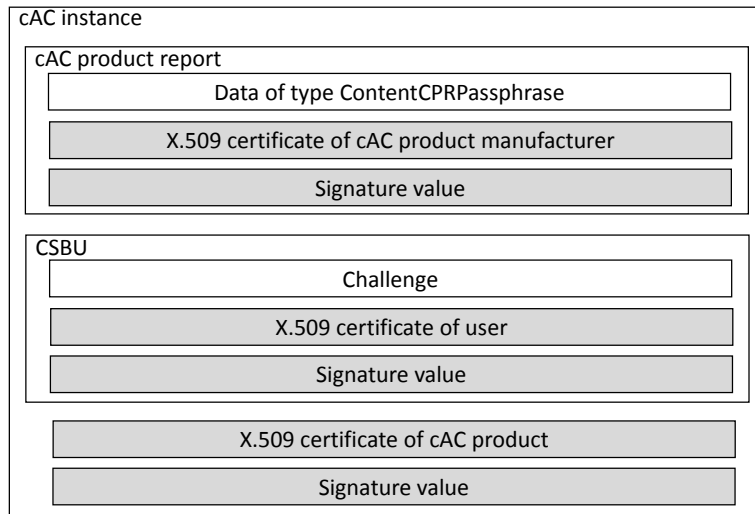 cAC instance
cAC product report
Data of type ContentCPRPassphrase
X.509 certificate of cAC product manufacturer
Signature value
CSBU
Challenge
X.509 certificate of user
Signature value
X.509 certificate of cAC product
Signature value